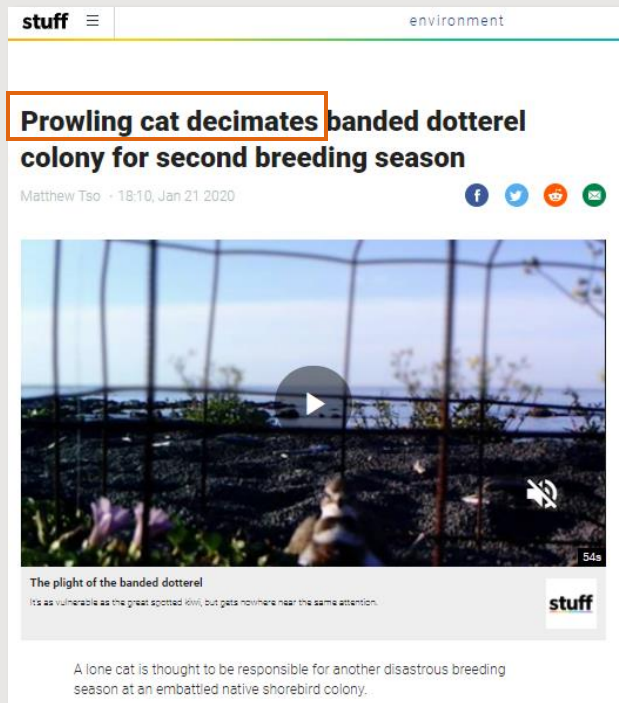 stuff
environment
Prowling cat decimates banded dotterel
colony for second breeding season
Matthew Tso · 18:10, Jan 21 2020
54s
The plight of the banded dotterel
It's as vulnerable as the great spotted kiwi, but gets nowhere near the same attention.
stuff
A lone cat is thought to be responsible for another disastrous breeding
season at an embattled native shorebird colony.